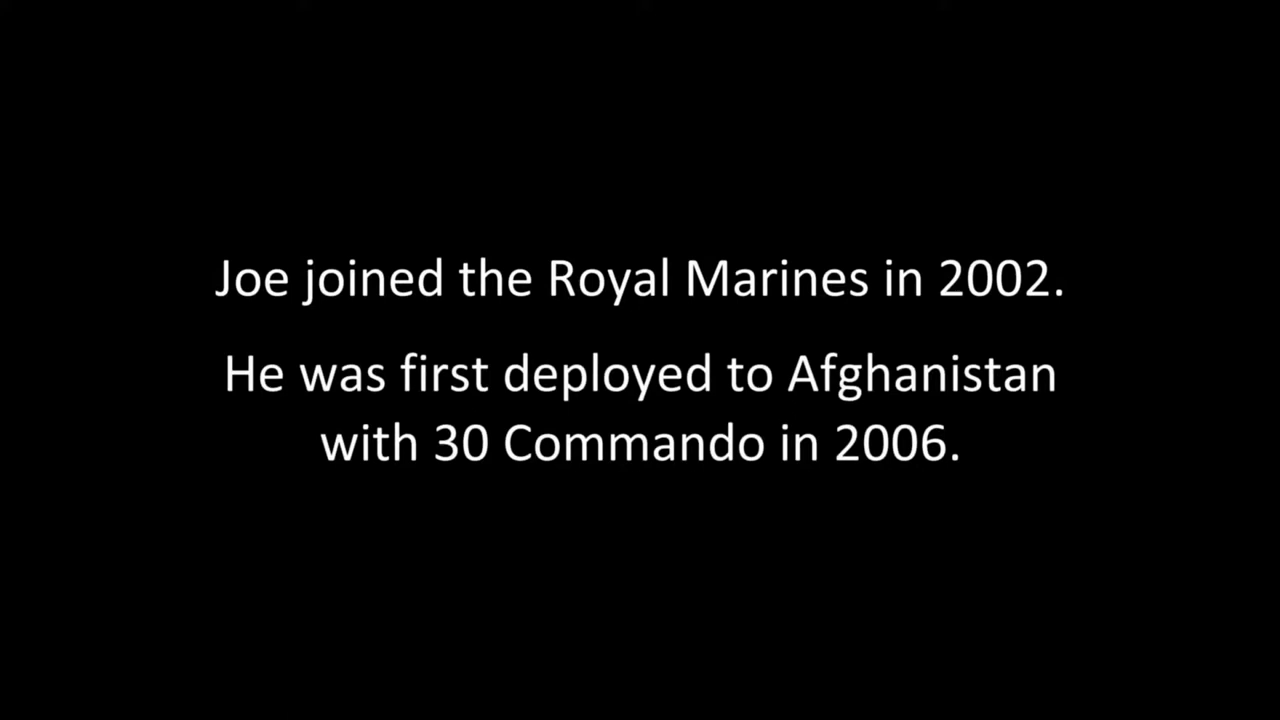 Joe joined the Royal Marines in 2002.
He was first deployed to Afghanistan
with 30 Commando in 2006.